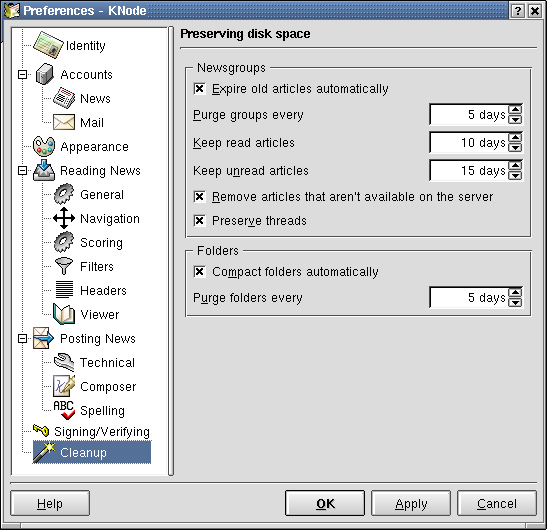 Preferences - KNode
Identity
Accounts
News
Mail
Appearance
Reading News
General
Navigation
Scoring
Filters
Headers
Viewer
Posting News
Technical
Composer
ABC Spelling
Signing/Verifying
Cleanup
Preserving disk space
Newsgroups
Expire old articles automatically
Purge groups every 5 days
Keep read articles 10 days
Keep unread articles 15 days
Remove articles that aren't available on the server
Preserve threads
Folders
Compact folders automatically
Purge folders every 5 days
Help OK Apply Cancel